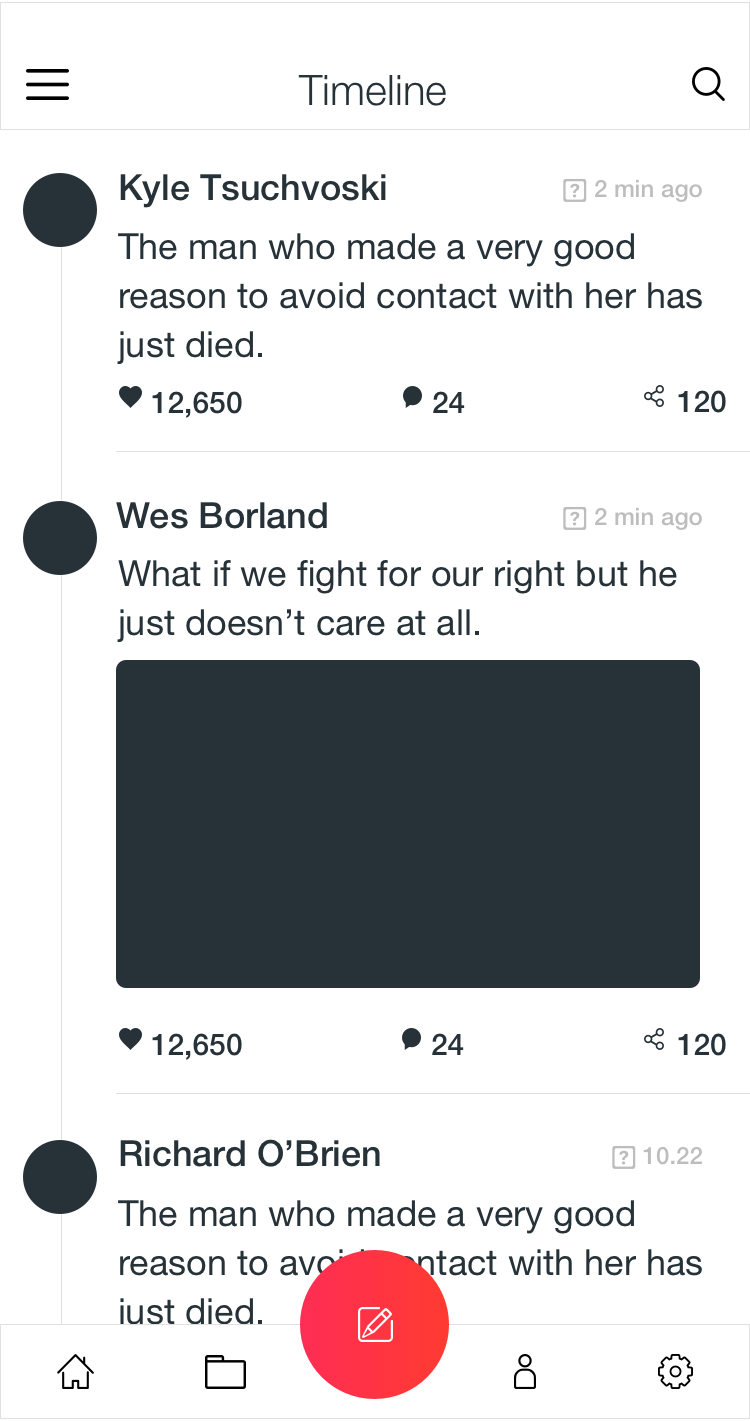 Timeline
Kyle Tsuchvoski
2 min ago
The man who made a very good
reason to avoid contact with her has
just died.
12,650
24
120
Wes Borland
2 min ago
What if we fight for our right but he
just doesn’t care at all.
12,650
24
120
Richard O’Brien
10.22
The man who made a very good
reason to avoid contact with her has
just died.